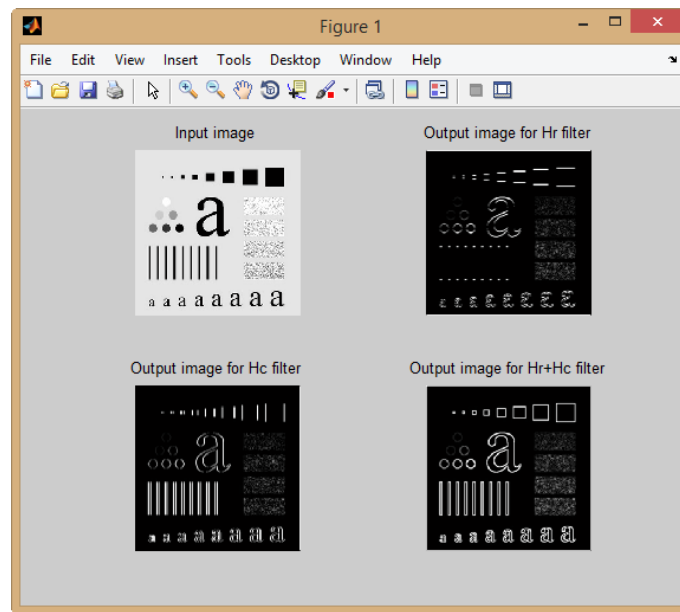 Figure 1
File Edit View Insert Tools Desktop Window Help
Input image
Output image for Hr filter
a
a
a a a a a a a a
a
a a a a a a a a
Output image for Hc filter
Output image for Hr+Hc filter
a
a
a a a a a a a a
a a a a a a a a